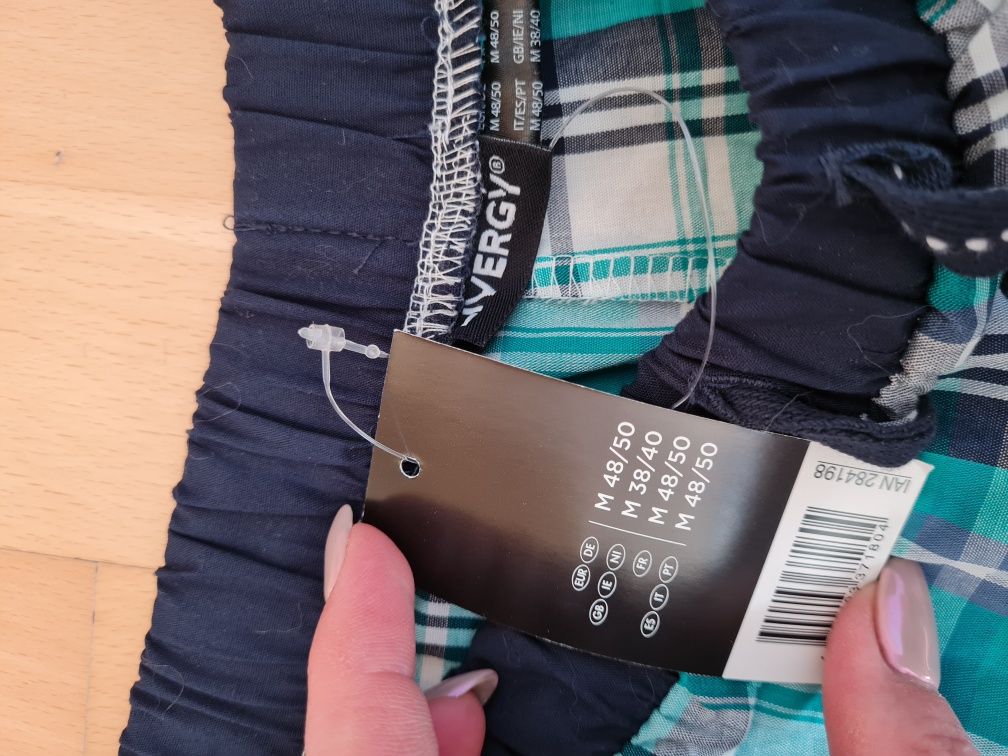 M 48/50 GB/IE/NI M 38/40
M 48/50 IT/ES/PT M 48/50
VERGY®
EUR DE M 48/50
GB IE NI M 38/40
FR M 48/50
ES IT PT M 48/50
IAN 284198
371804